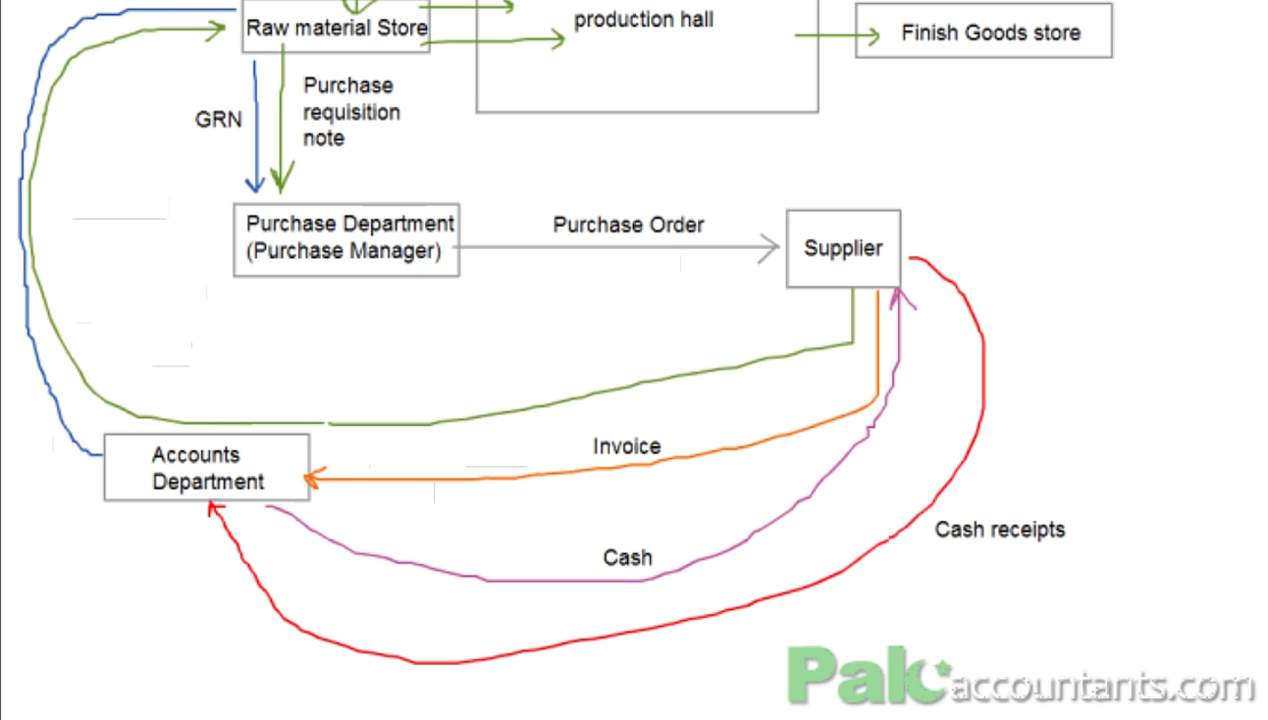 Raw material Store
production hall
Finish Goods store
GRN
Purchase
requisition
note
Purchase Department
(Purchase Manager)
Purchase Order
Supplier
Invoice
Accounts
Department
Cash
Cash receipts
Pakaccountants.com